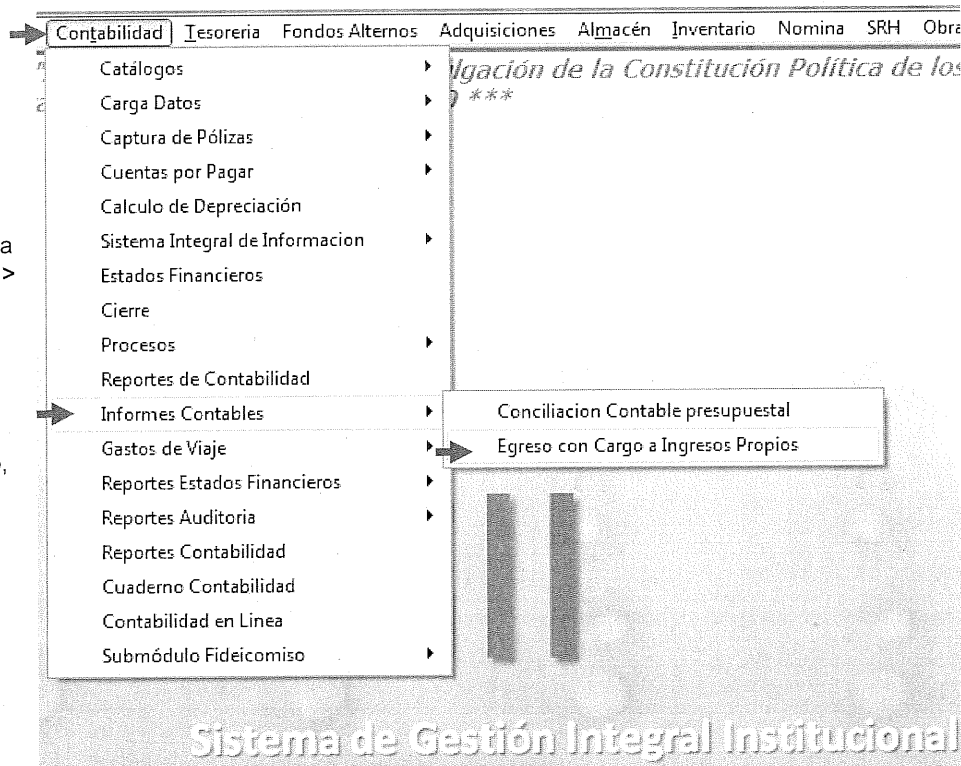 Contabilidad Tesoreria Fondos Alternos Adquisiciones Almacén Inventario Nomina SRH Obra
lgación de la Constitución Política de los
***
Catálogos
Carga Datos
Captura de Pólizas
Cuentas por Pagar
Calculo de Depreciación
a
Sistema Integral de Informacion
>
Estados Financieros
Cierre
Procesos
Reportes de Contabilidad
Informes Contables
Conciliacion Contable presupuestal
Gastos de Viaje
Egreso con Cargo a Ingresos Propios
Reportes Estados Financieros
Reportes Auditoria
Reportes Contabilidad
Cuaderno Contabilidad
Contabilidad en Linea
Submódulo Fideicomiso
Sistema de Gestión Integral Institucional